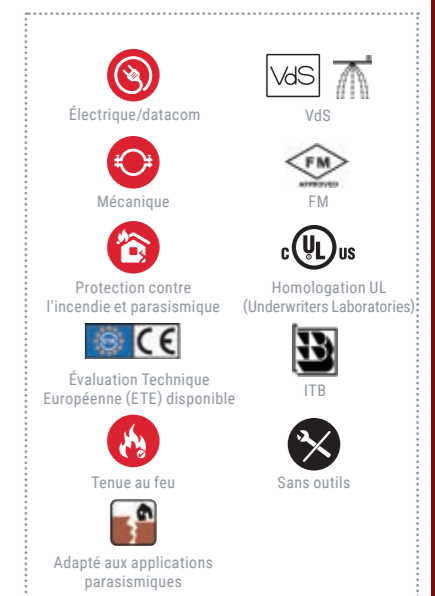 VdS
Électrique/datacom
VdS
FM
APPROVED
Mécanique
FM
C UL US
®
Protection contre
l'incendie et parasismique
Homologation UL
(Underwriters Laboratories)
CE
Évaluation Technique
Européenne (ETE) disponible
ITB
Tenue au feu
Sans outils
Adapté aux applications
parasismiques